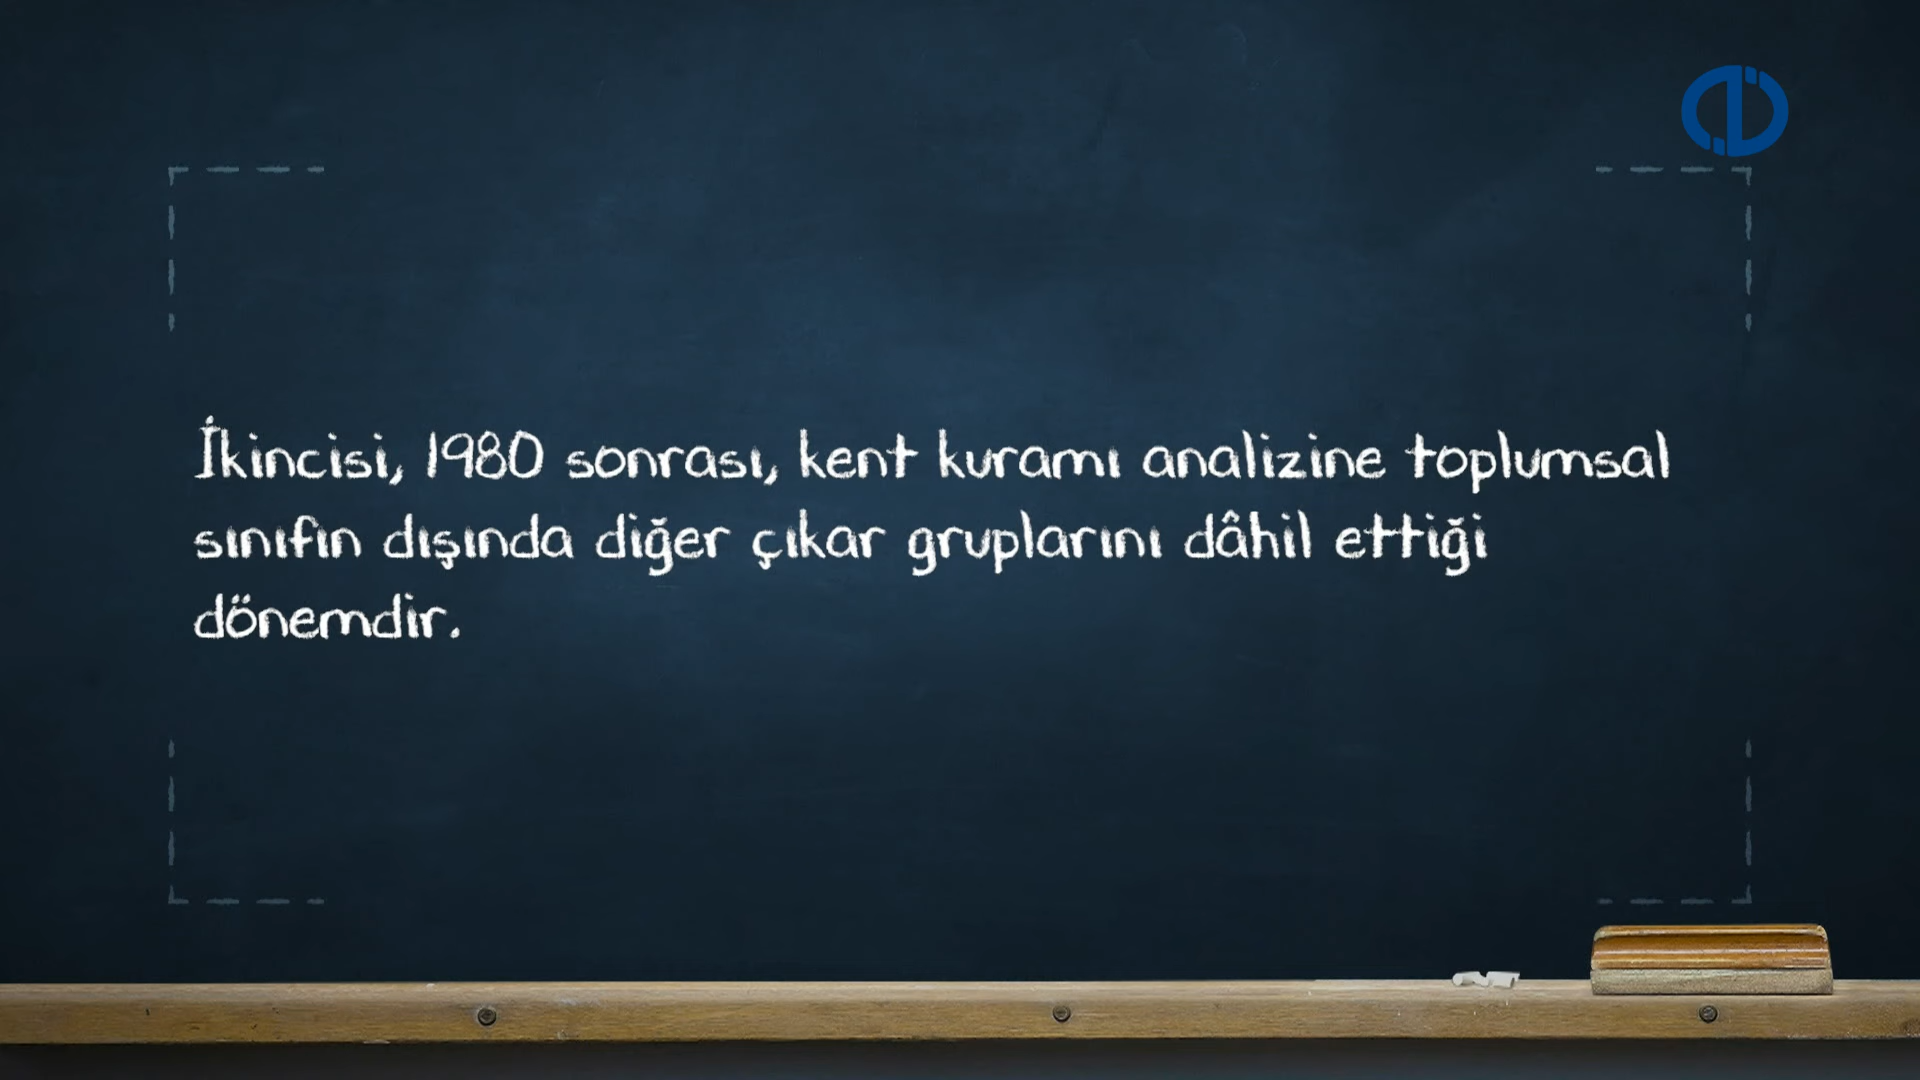 İkincisi, 1980 sonrası, kent kuramı analizine toplumsal
sınıfın dışında diğer çıkar gruplarını dâhil ettiği
dönemdir.